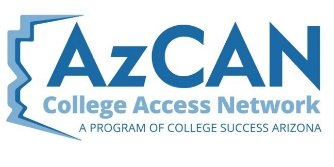 AzCAN
College Access Network
A PROGRAM OF COLLEGE SUCCESS ARIZONA